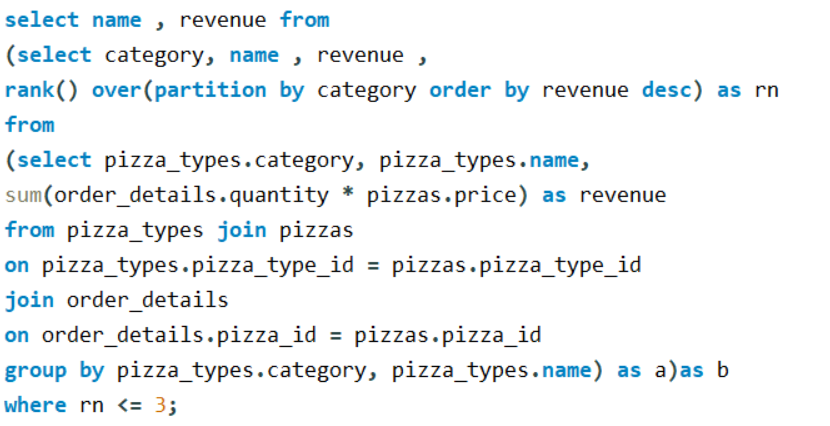 select name , revenue from
(select category, name , revenue ,
rank() over(partition by category order by revenue desc) as rn
from
(select pizza_types.category, pizza_types.name,
sum(order_details.quantity * pizzas.price) as revenue
from pizza_types join pizzas
on pizza_types.pizza_type_id = pizzas.pizza_type_id
join order_details
on order_details.pizza_id = pizzas.pizza_id
group by pizza_types.category, pizza_types.name) as a)as b
where rn <= 3;